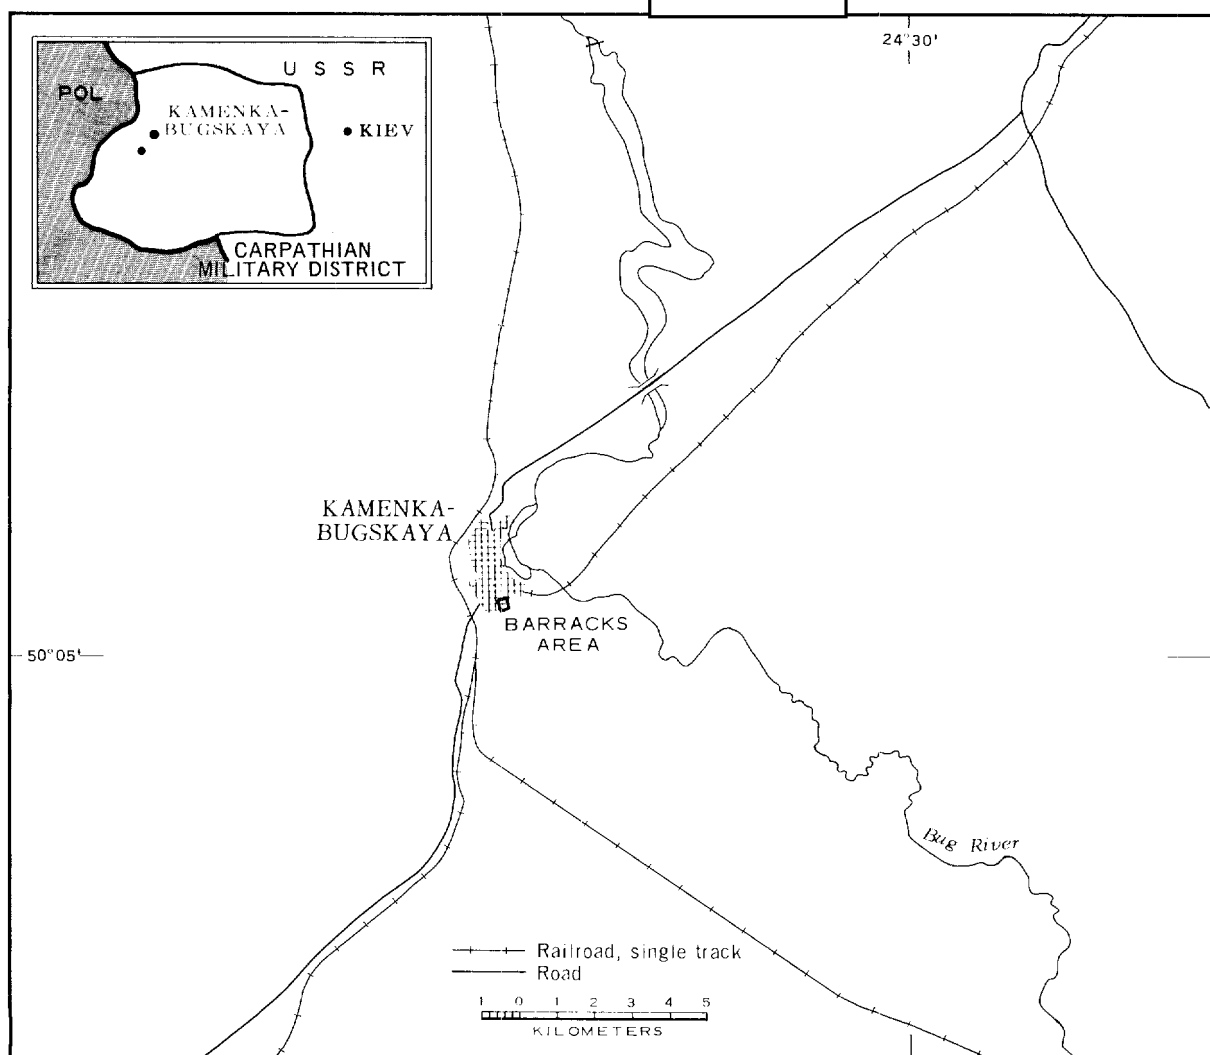 24°30'
U S S R
POL
KAMENKA-
BUGSKAYA
KIEV
CARPATHIAN
MILITARY DISTRICT
KAMENKA-
BUGSKAYA
BARRACKS
AREA
50°05'
Bug River
Railroad, single track
Road
1 0 1 2 3 4 5
KILOMETERS